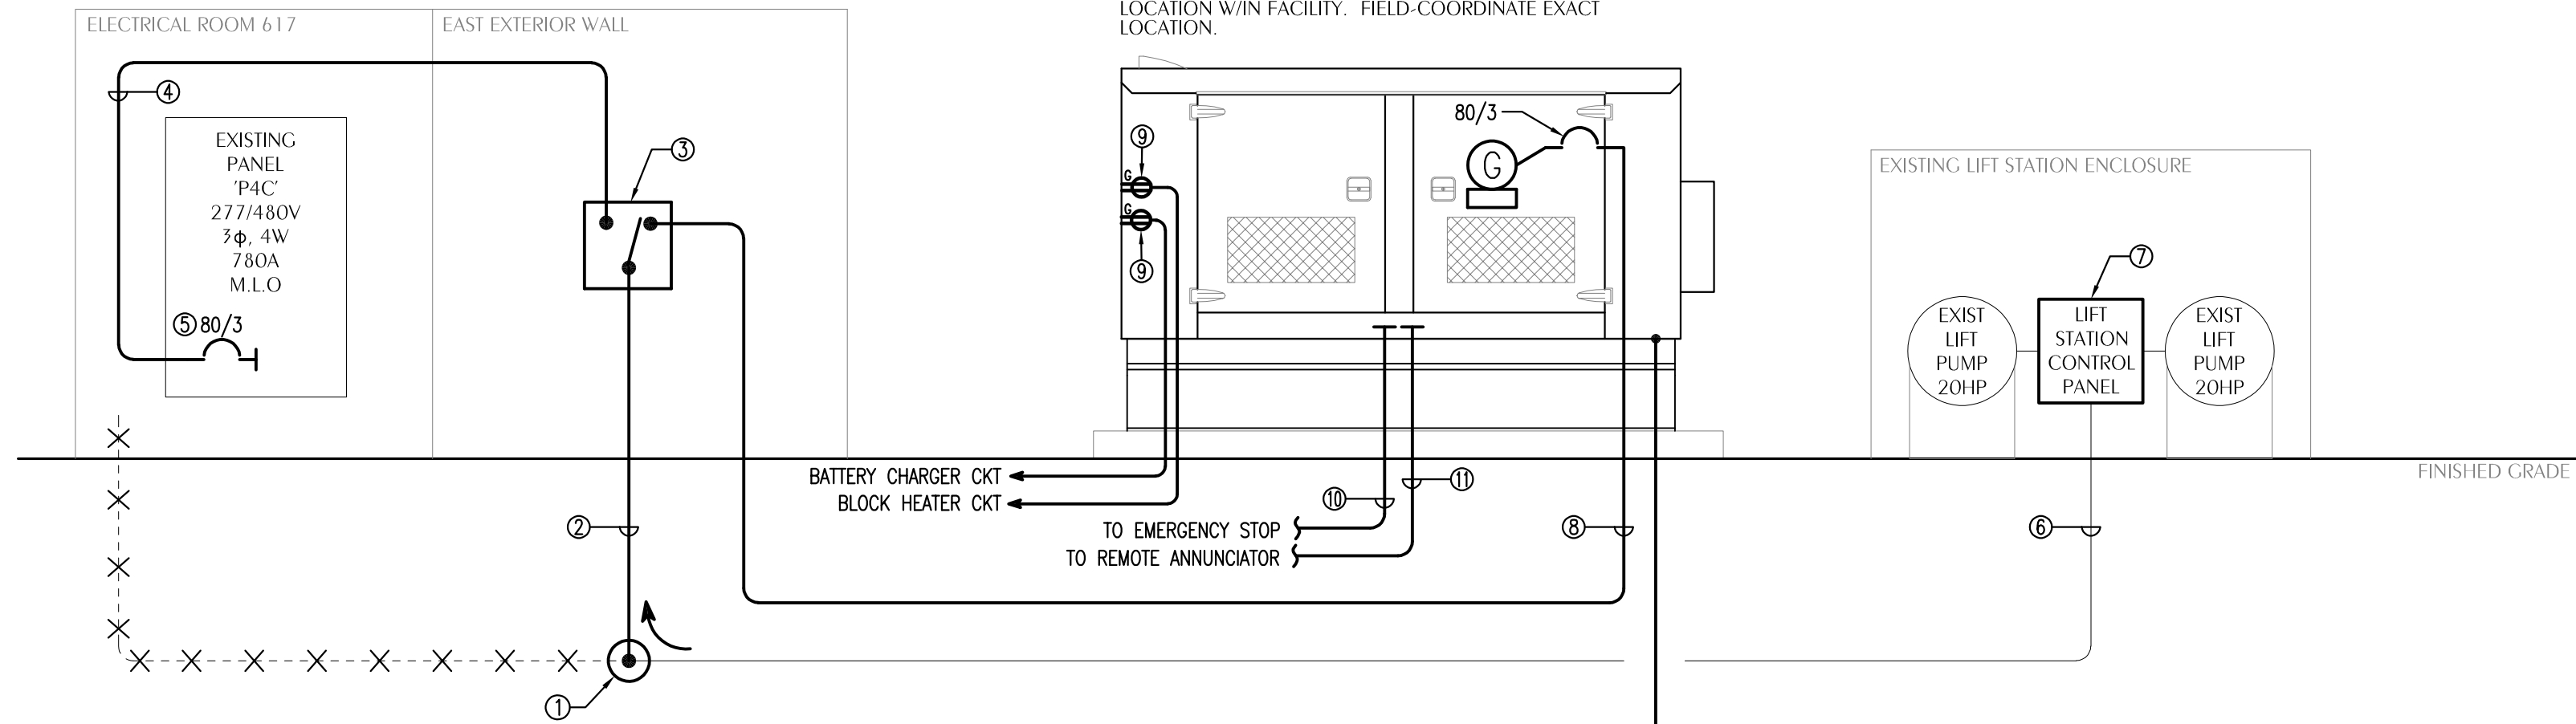 LOCATION W/IN FACILITY. FIELD-COORDINATE EXACT
LOCATION.
ELECTRICAL ROOM 617
EAST EXTERIOR WALL
4
EXISTING
PANEL
'P4C'
277/480V
3ϕ, 4W
780A
M.L.O
5 80/3
3
9
G
G
9
80/3
G
EXISTING LIFT STATION ENCLOSURE
7
EXIST
LIFT
PUMP
20HP
LIFT
STATION
CONTROL
PANEL
EXIST
LIFT
PUMP
20HP
FINISHED GRADE
BATTERY CHARGER CKT
BLOCK HEATER CKT
11
10
TO EMERGENCY STOP
TO REMOTE ANNUNCIATOR
2
8
6
1